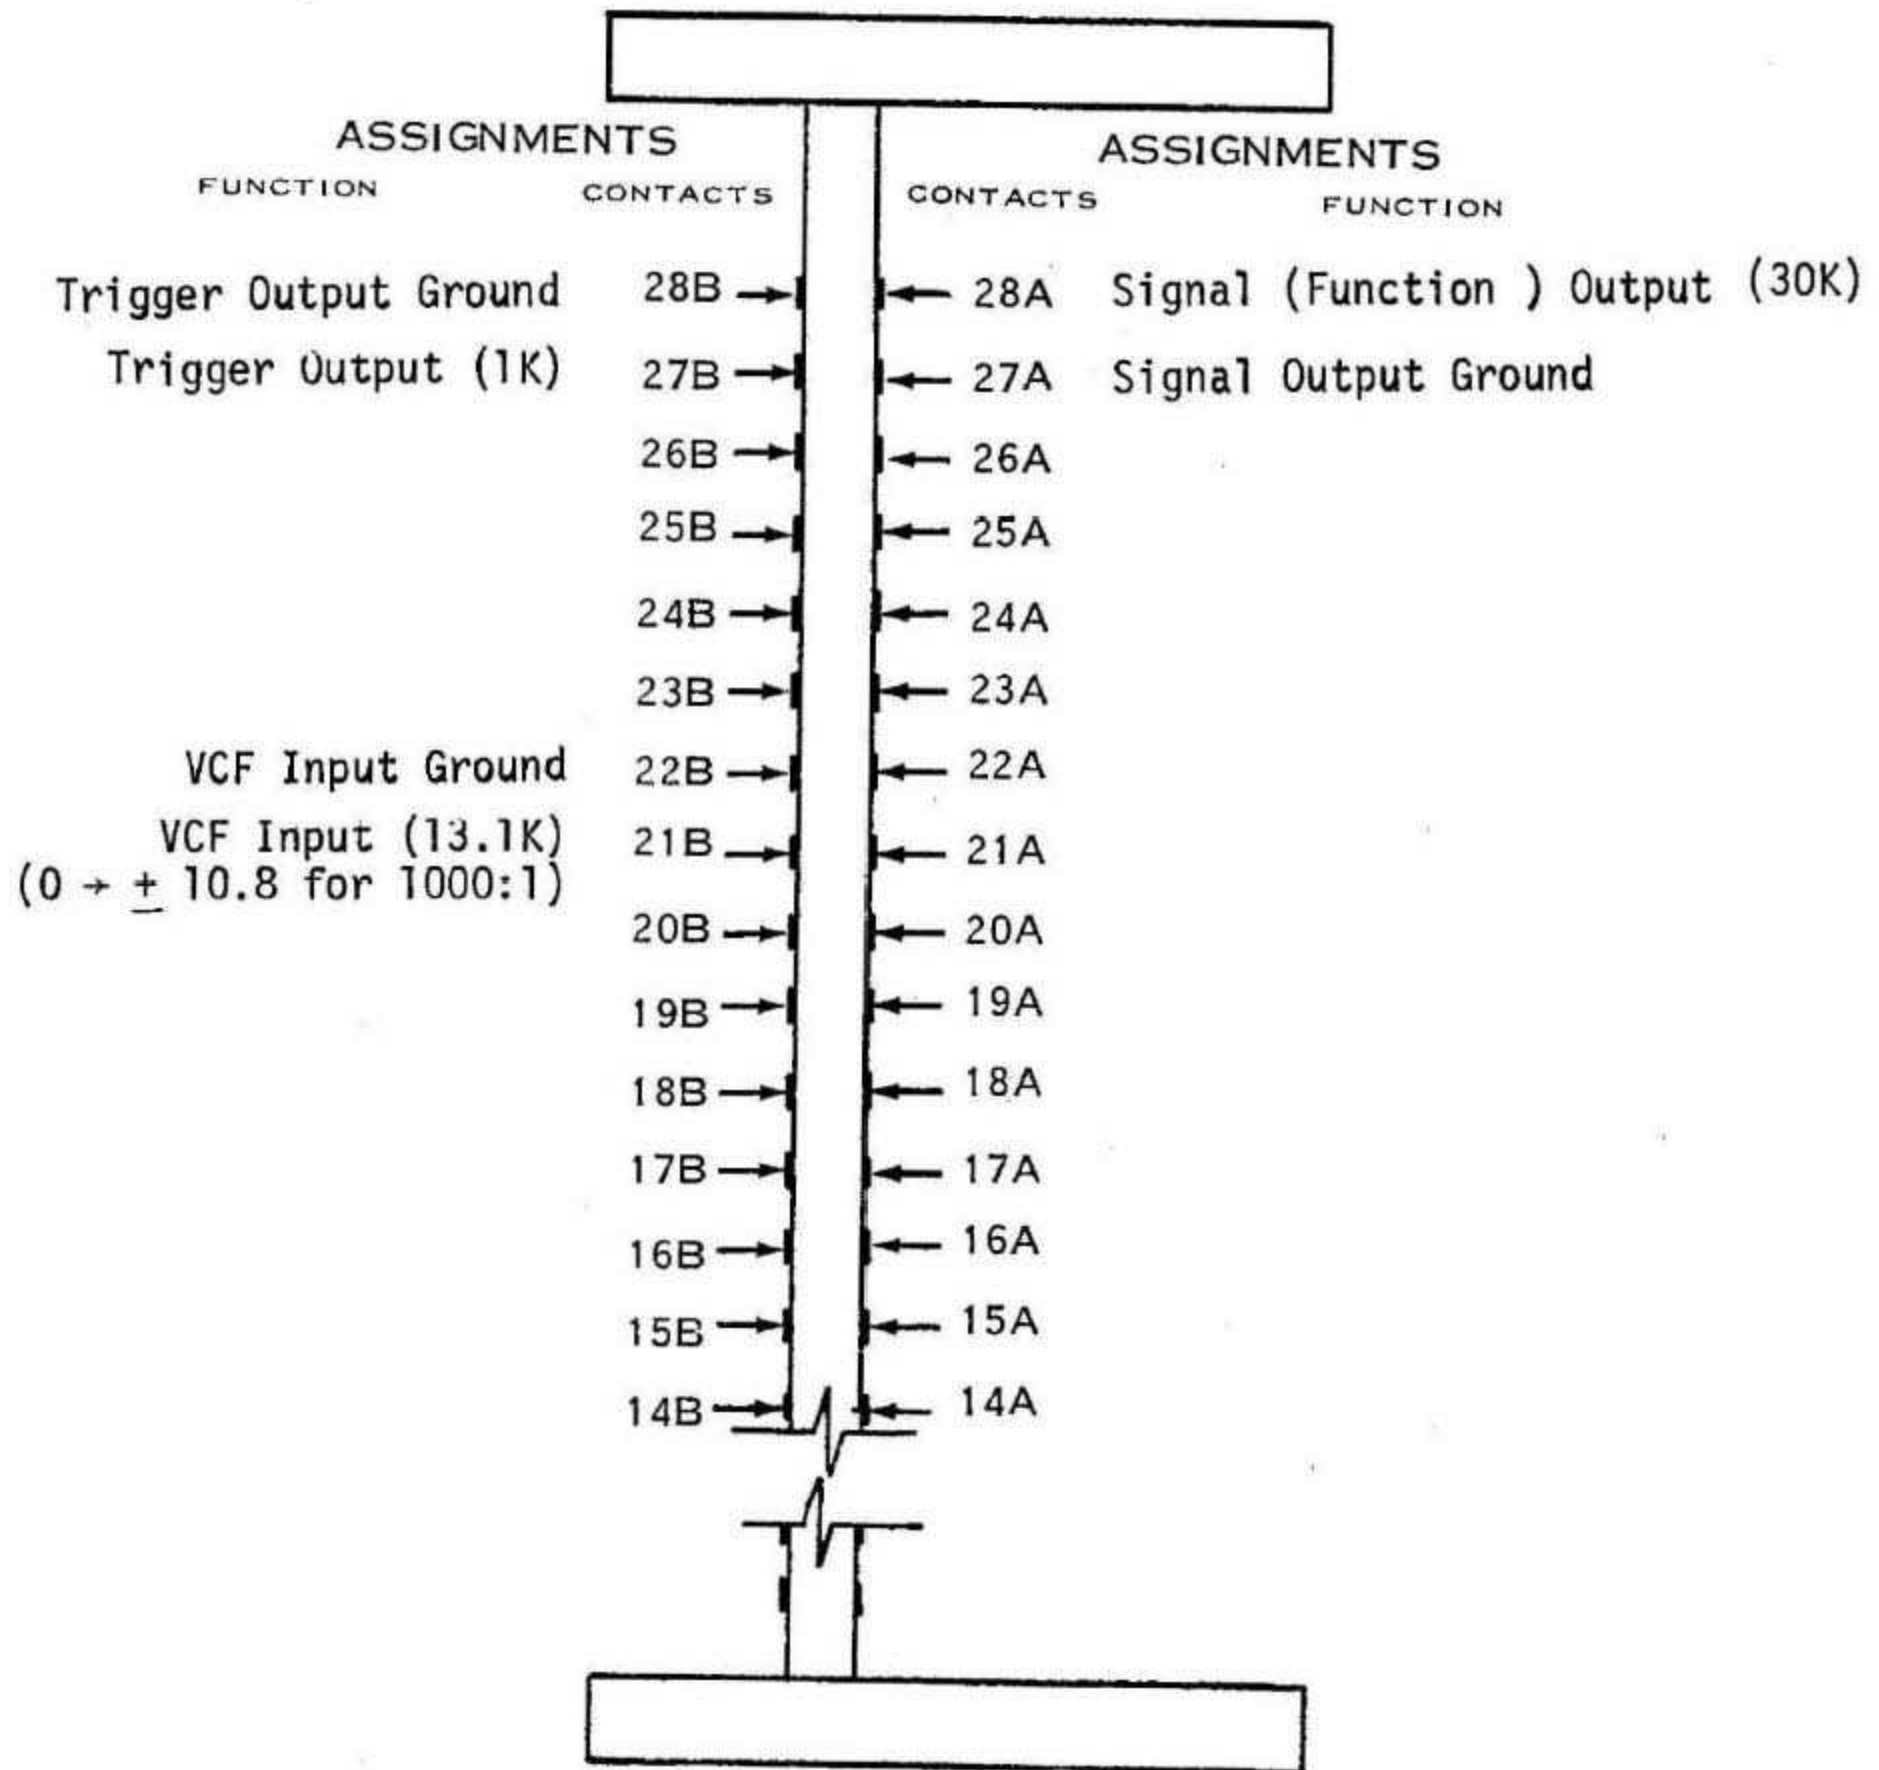 ASSIGNMENTS ASSIGNMENTS
FUNCTION CONTACTS CONTACTS FUNCTION
Trigger Output Ground 28B 28A Signal (Function ) Output (30K)
Trigger Output (1K) 27B 27A Signal Output Ground
26B 26A
25B 25A
24B 24A
23B 23A
VCF Input Ground 22B 22A
VCF Input (13.1K) 21B 21A
(0 → ± 10.8 for 1000:1)
20B 20A
19B 19A
18B 18A
17B 17A
16B 16A
15B 15A
14B 14A